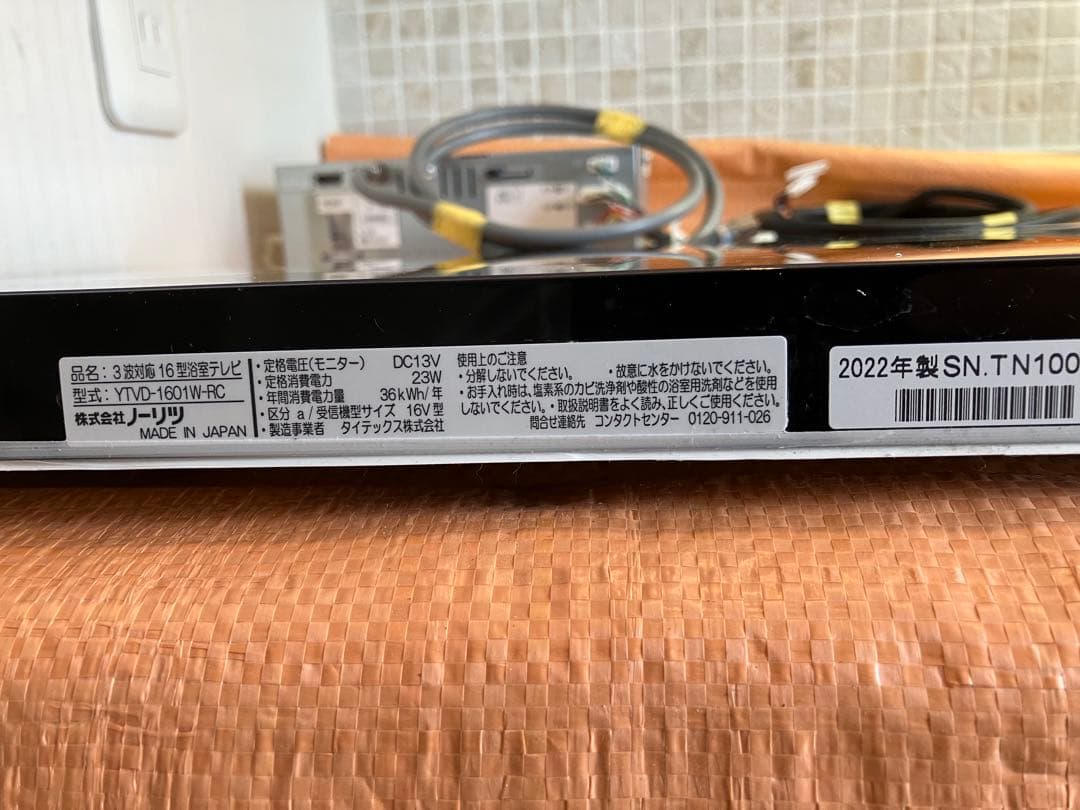 品名：3波対応16型浴室テレビ
型式：YTVD-1601W-RC
株式会社 ノーリツ
MADE IN JAPAN
・定格電圧(モニター) DC13V
・定格消費電力 23W
・年間消費電力量 36kWh/年
・区分 a/受信機型サイズ 16V型
・製造事業者 タイテックス株式会社
使用上のご注意
・分解しないでください。 ・故意に水をかけないでください。
・お手入れ時は、塩素系のカビ洗浄剤や酸性の浴室用洗剤などを使用
しないでください。・取扱説明書をよく読み、正しくご使用ください。
問合せ連絡先 コンタクトセンター 0120-911-026
2022年製SN.TN100